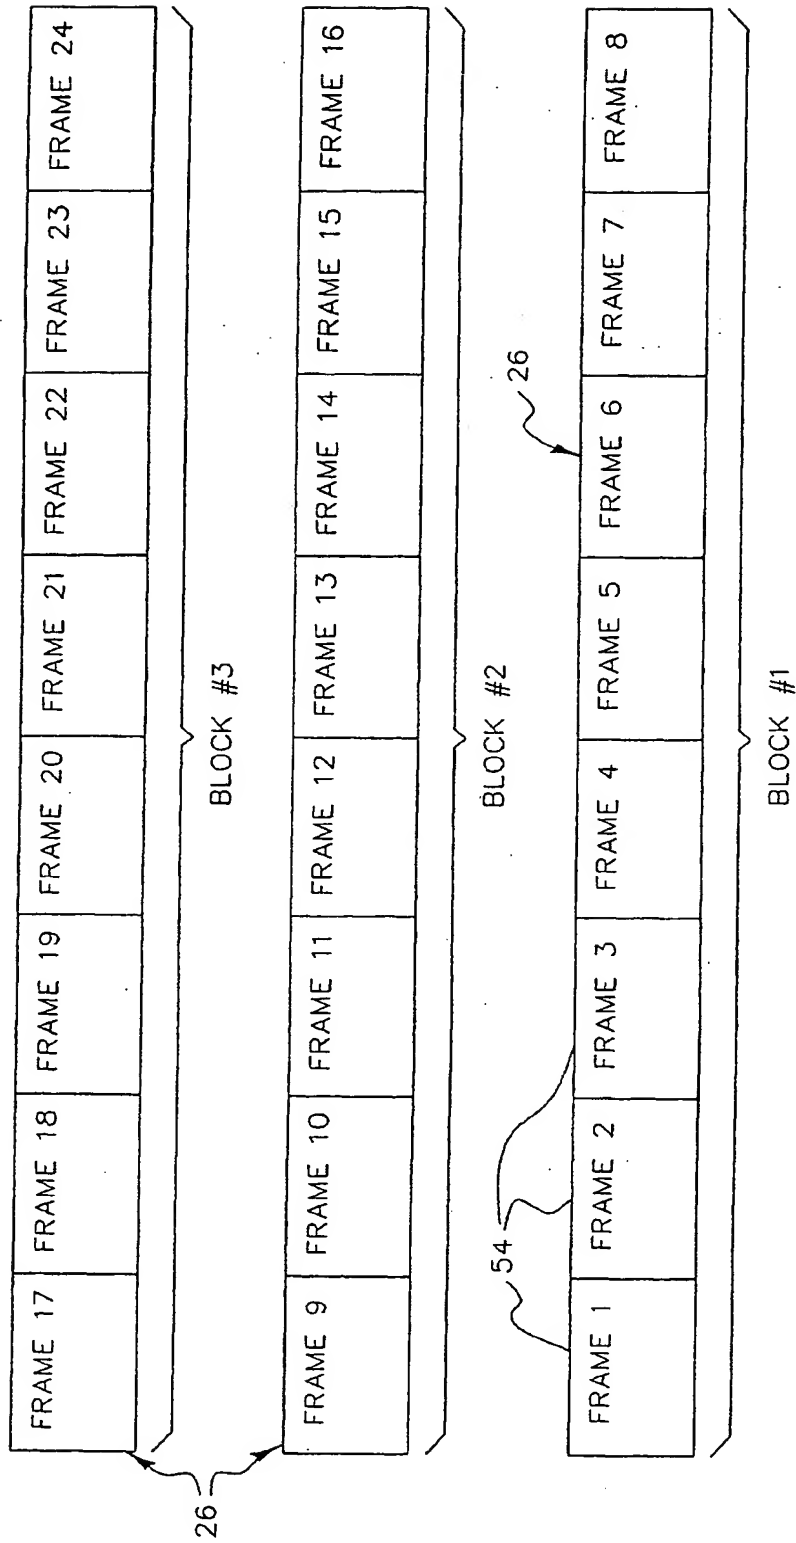 FRAME 17 FRAME 18 FRAME 19 FRAME 20 FRAME 21 FRAME 22 FRAME 23 FRAME 24
26
BLOCK #3
FRAME 9 FRAME 10 FRAME 11 FRAME 12 FRAME 13 FRAME 14 FRAME 15 FRAME 16
BLOCK #2
54
26
FRAME 1 FRAME 2 FRAME 3 FRAME 4 FRAME 5 FRAME 6 FRAME 7 FRAME 8
BLOCK #1